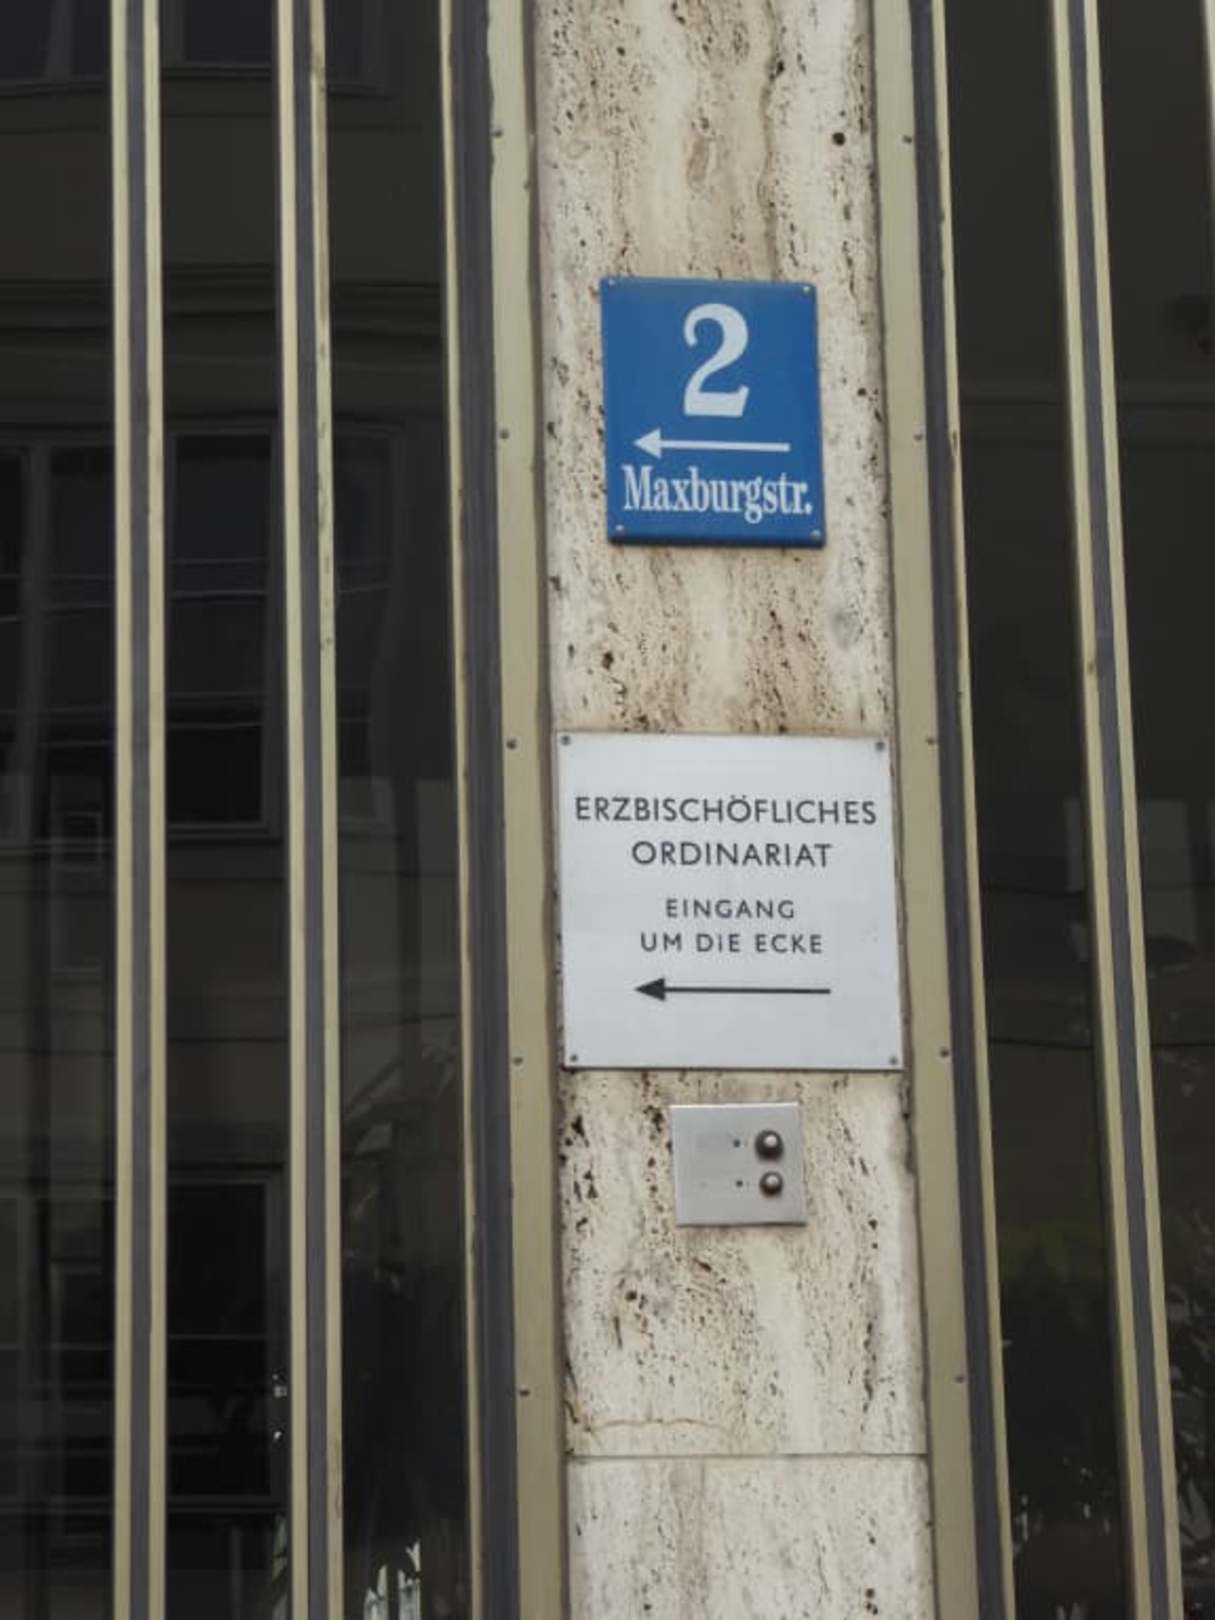 2
Maxburgstr.
ERZBISCHÖFLICHES
ORDINARIAT
EINGANG
UM DIE ECKE